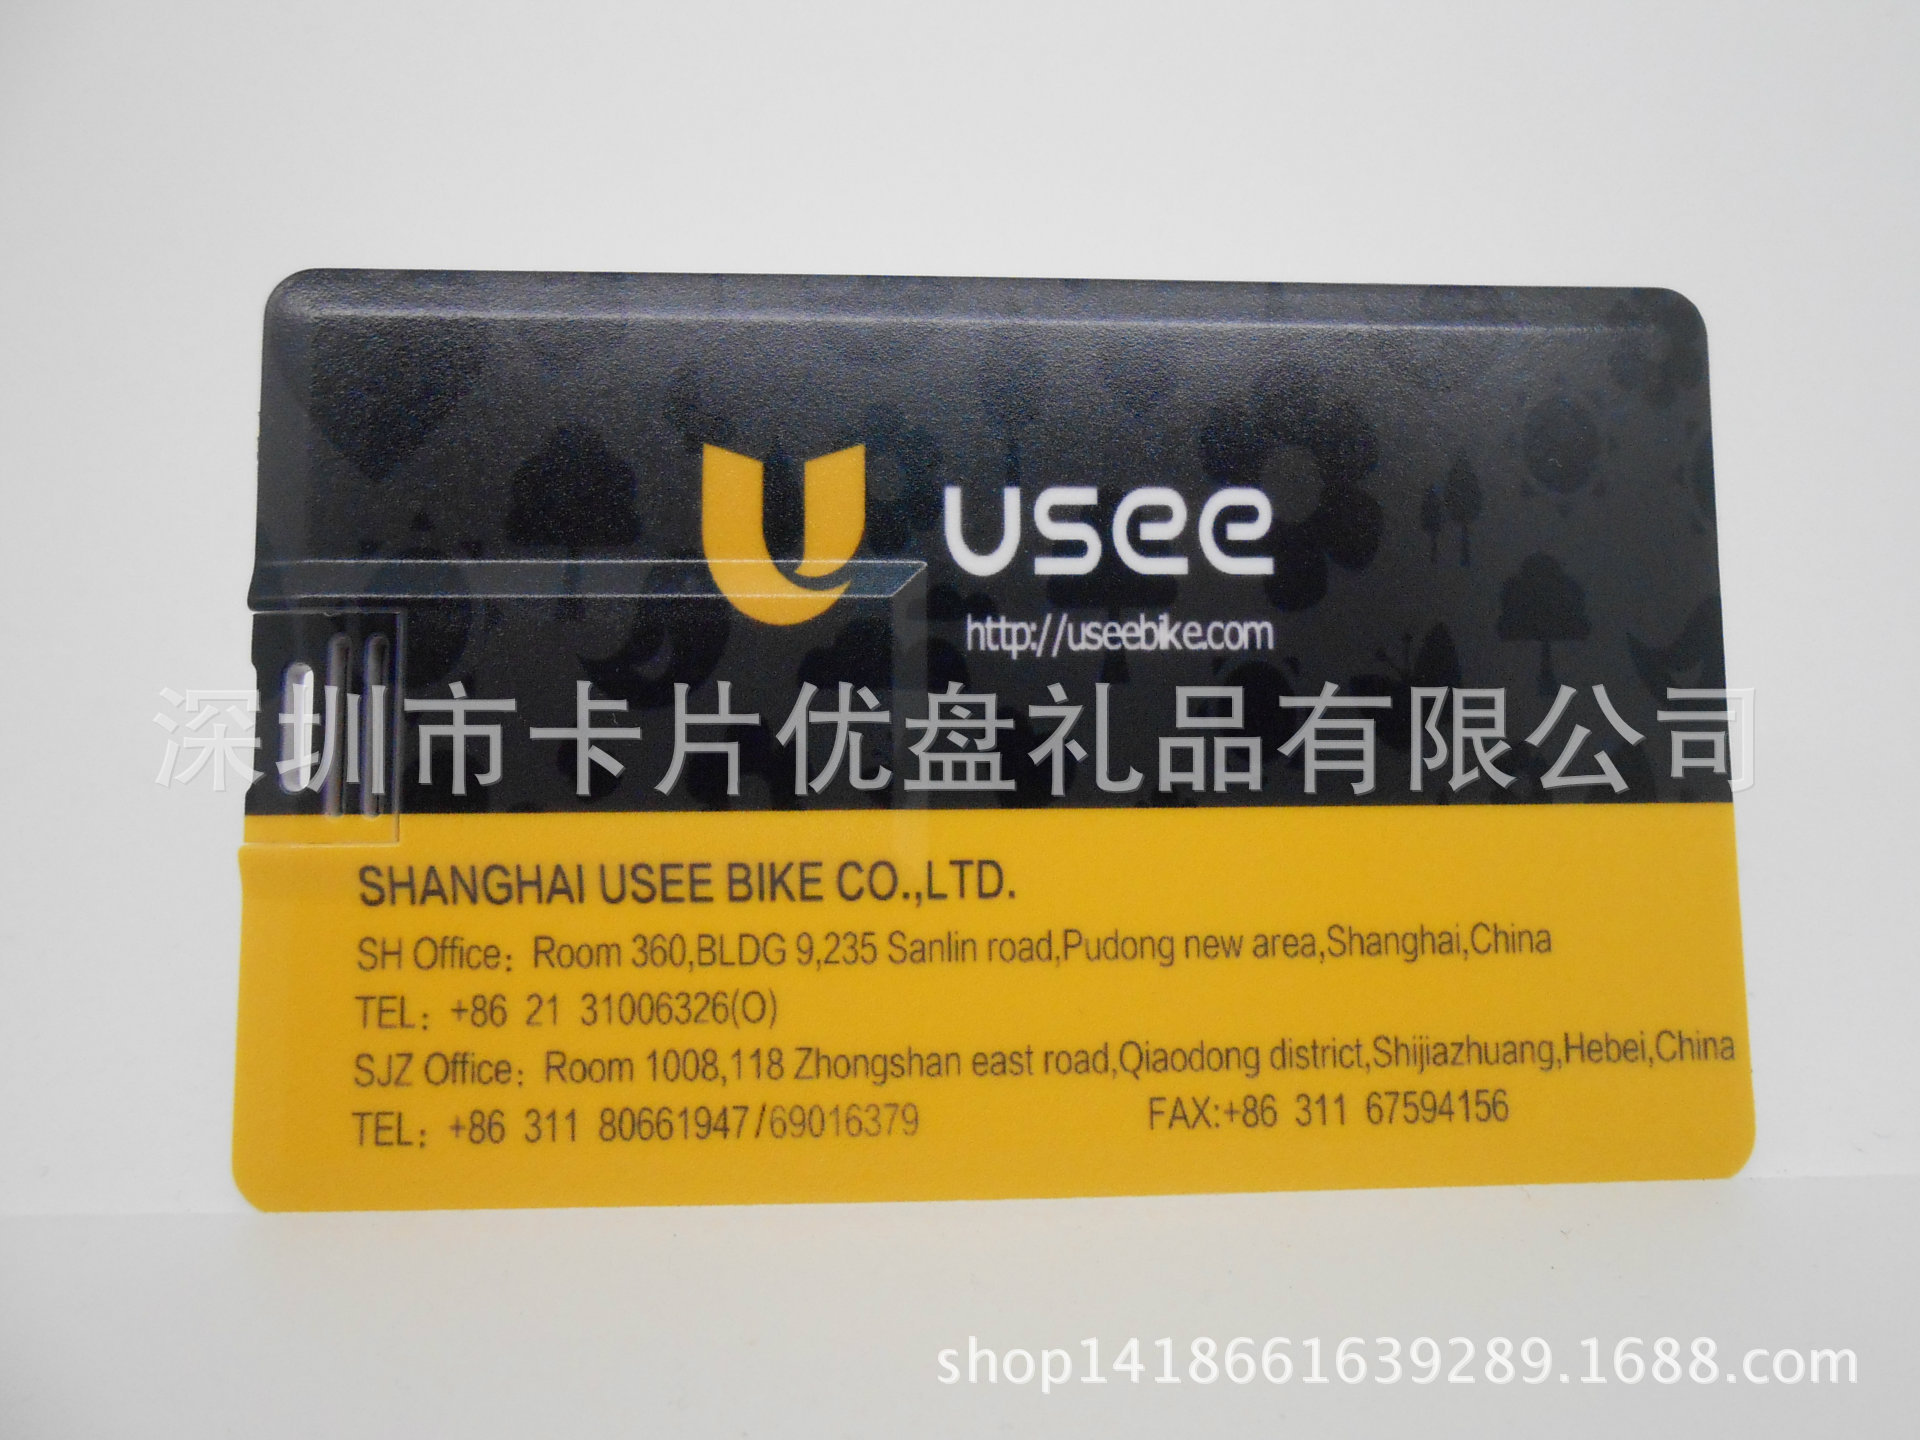 usee
http://useebike.com
深圳市卡片优盘礼品有限公司
SHANGHAI USEE BIKE CO.,LTD.
SH Office: Room 360,BLDG 9,235 Sanlin road,Pudong new area,Shanghai,China
TEL: +86 21 31006326(O)
SJZ Office: Room 1008,118 Zhongshan east road,Qiaodong district,Shijiazhuang,Hebei,China
TEL: +86 311 80661947/69016379 FAX:+86 311 67594156
shop1418661639289.1688.com